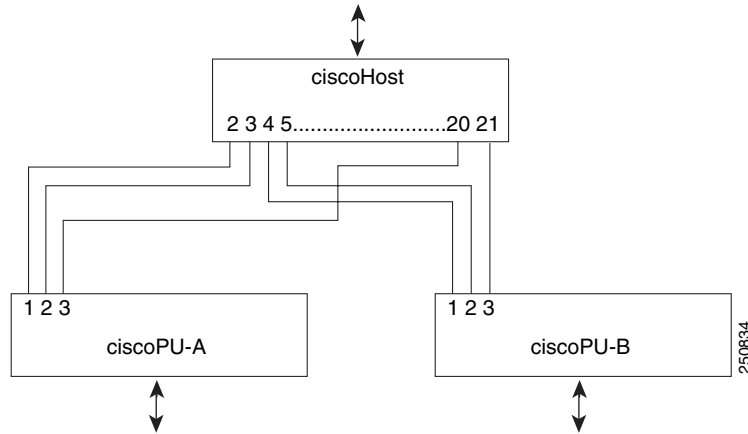 ciscoHost
2 3 4 5..........................20 21
1 2 3
1 2 3
ciscoPU-A
ciscoPU-B
250834